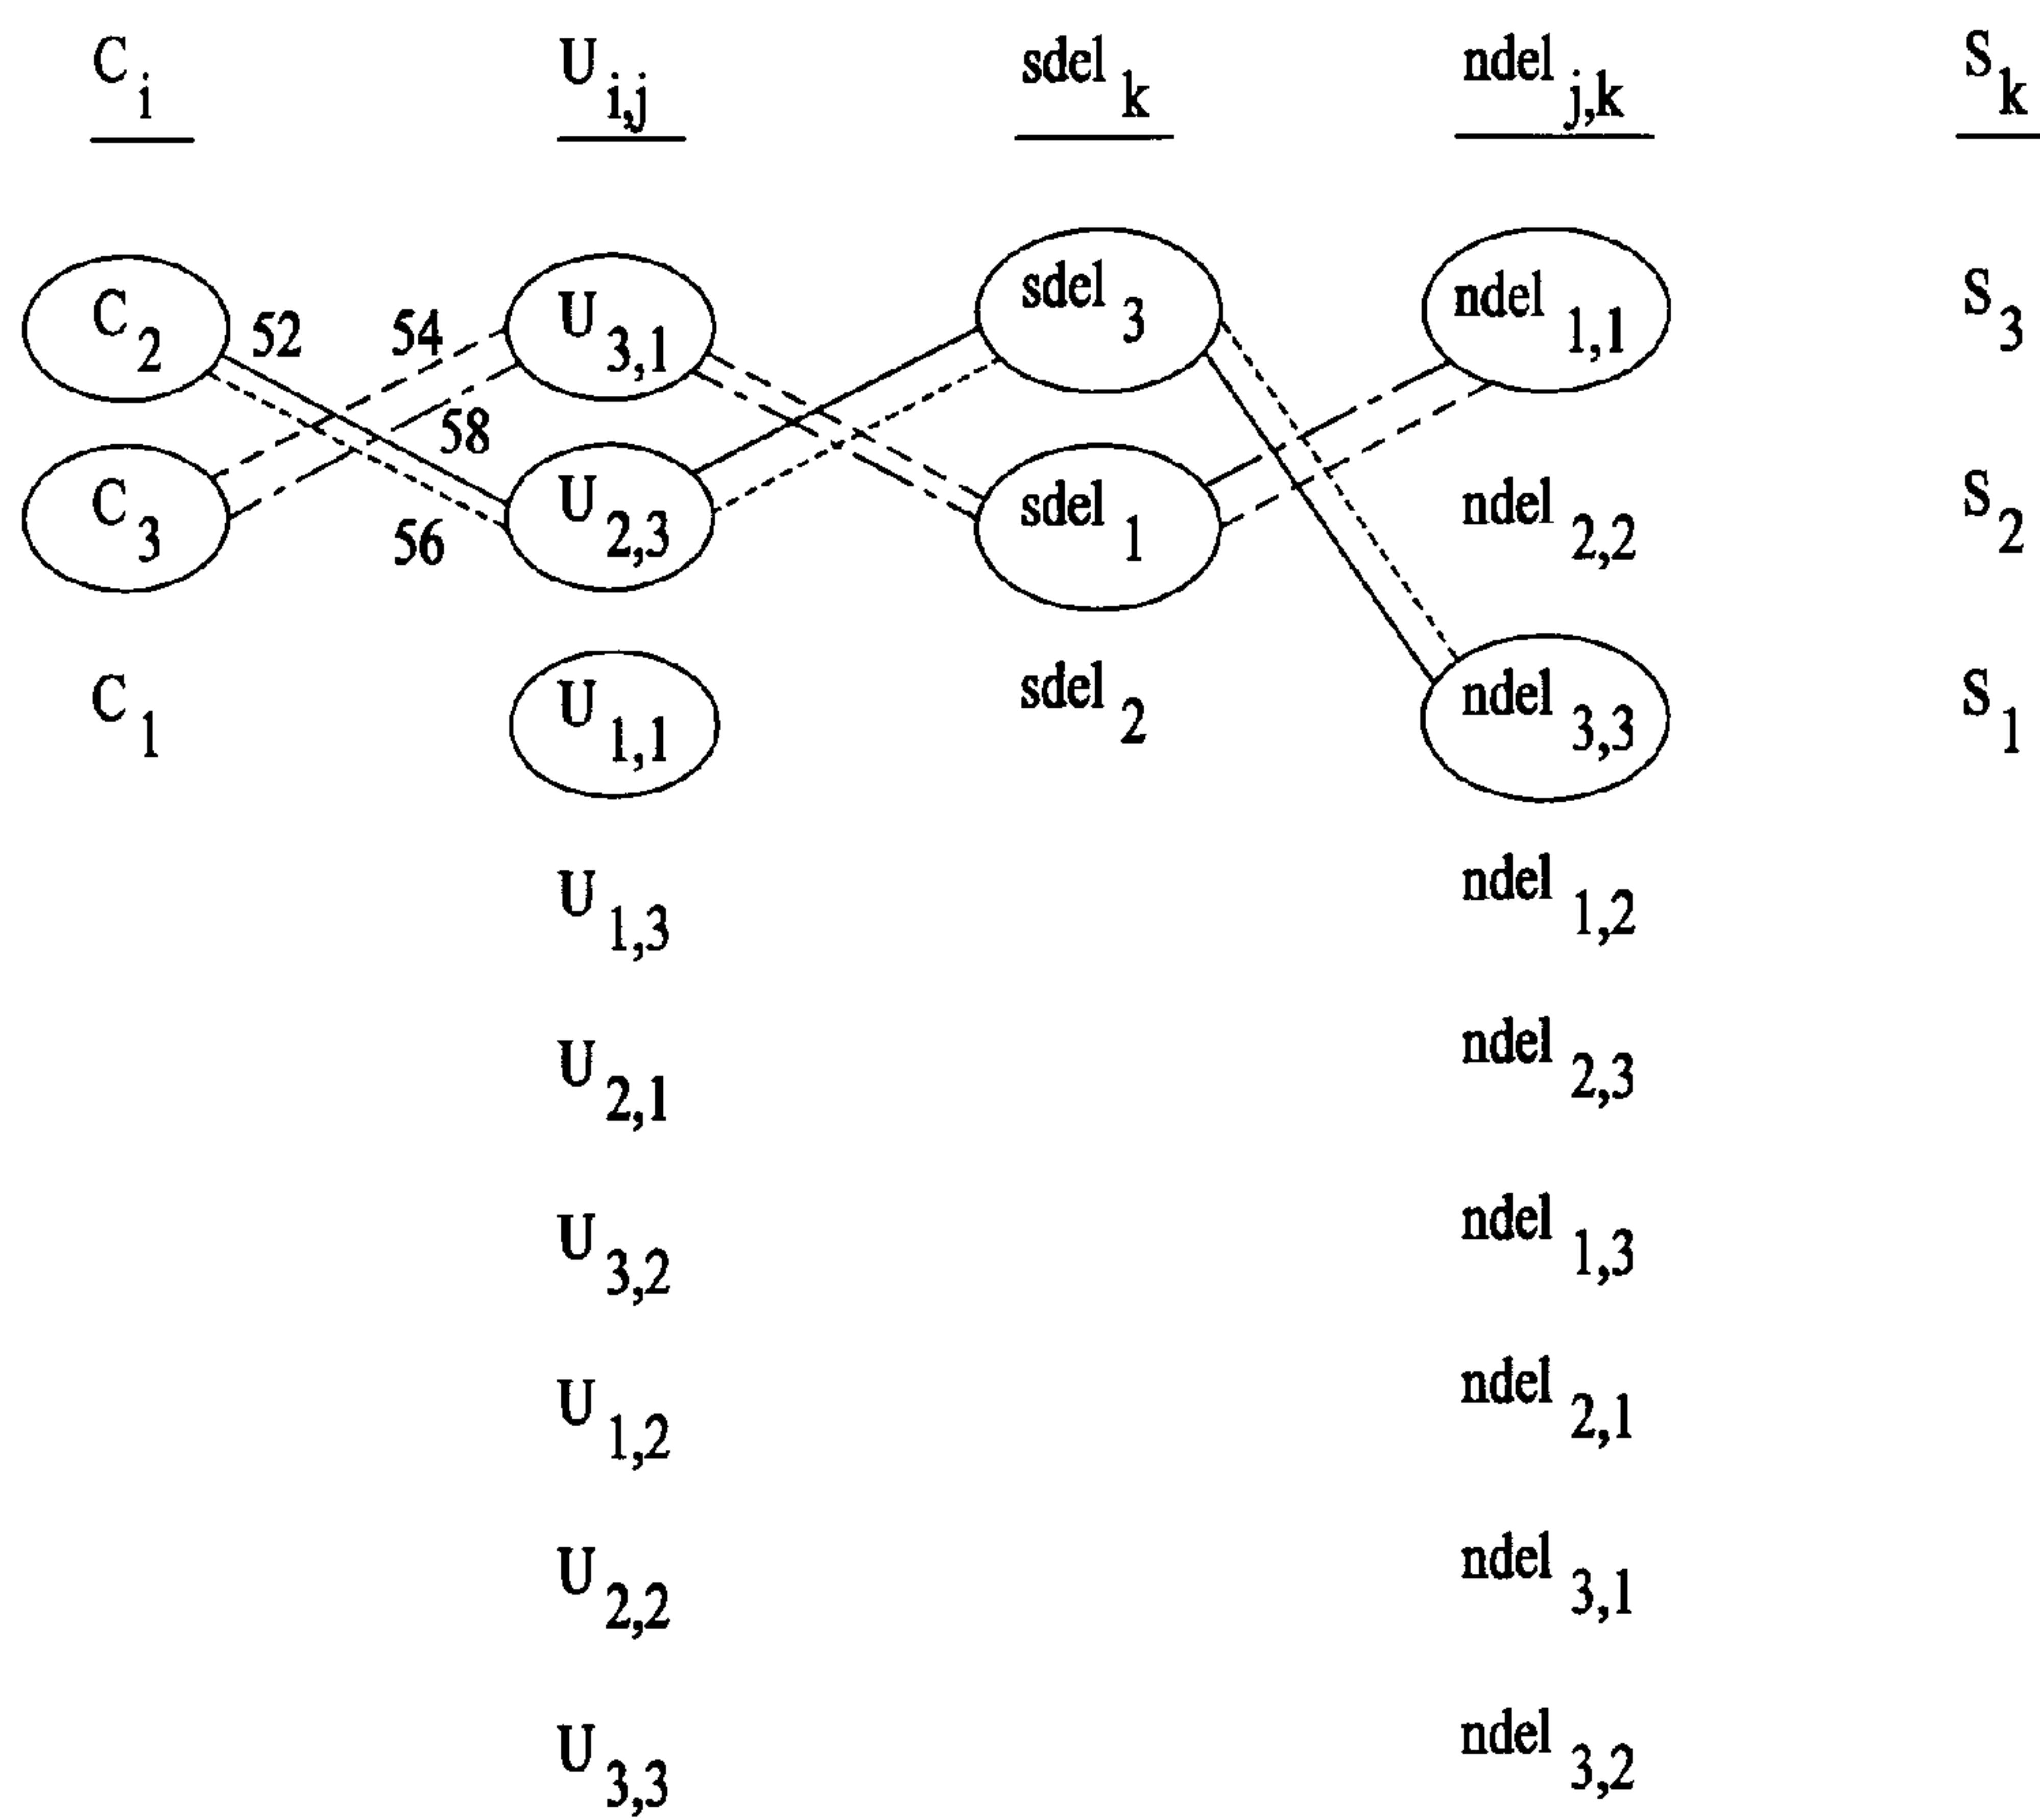 C i U i,j sdel k ndel j,k S k
C 2 52 54 U 3,1 sdel 3 ndel 1,1 S 3
58
C 3 56 U 2,3 sdel 1 ndel 2,2 S 2
C 1 U 1,1 sdel 2 ndel 3,3 S 1
U 1,3 ndel 1,2
U 2,1 ndel 2,3
U 3,2 ndel 1,3
U 1,2 ndel 2,1
U 2,2 ndel 3,1
U 3,3 ndel 3,2